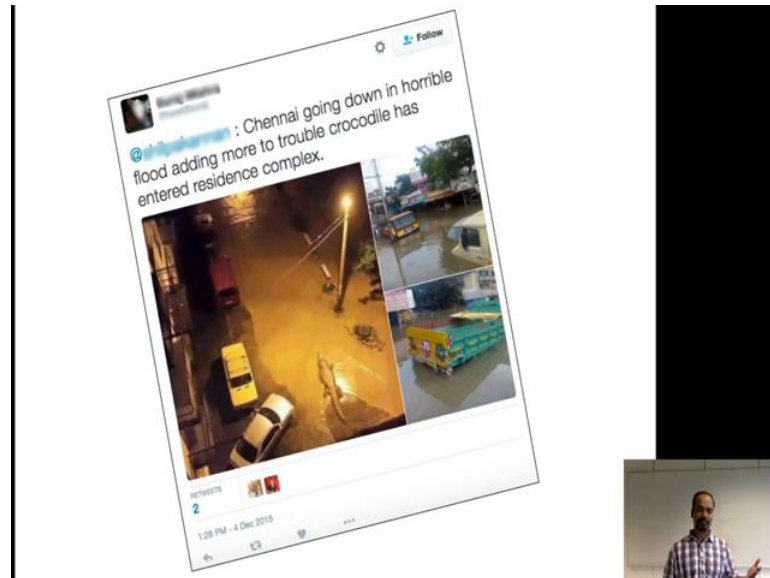 Follow
@ : Chennai going down in horrible
flood adding more to trouble crocodile has
entered residence complex.
RETWEETS
2
1:28 PM - 4 Dec 2015